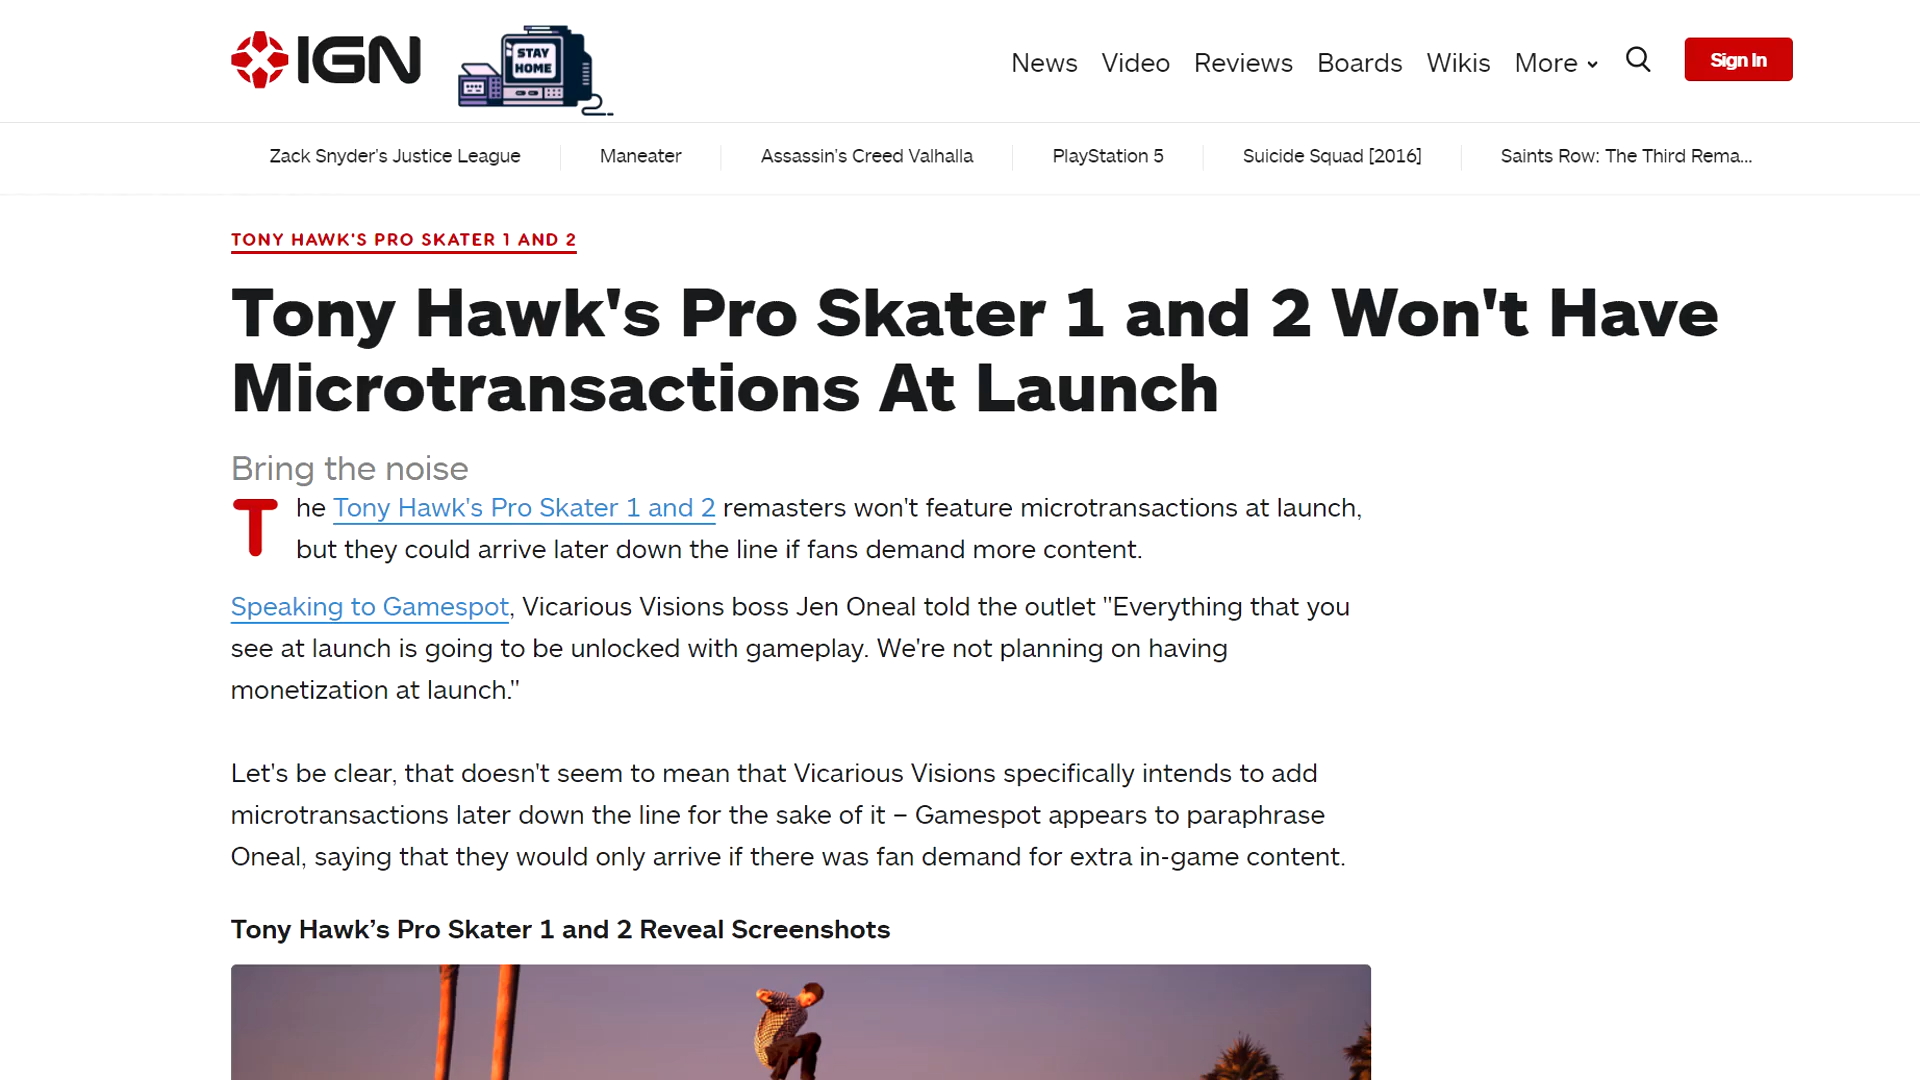 IGN
STAY
HOME
News Video Reviews Boards Wikis More
Sign In
Zack Snyder's Justice League
Maneater
Assassin's Creed Valhalla
PlayStation 5
Suicide Squad [2016]
Saints Row: The Third Rema...
TONY HAWK'S PRO SKATER 1 AND 2
Tony Hawk's Pro Skater 1 and 2 Won't Have
Microtransactions At Launch
Bring the noise
The Tony Hawk's Pro Skater 1 and 2 remasters won't feature microtransactions at launch,
but they could arrive later down the line if fans demand more content.
Speaking to Gamespot, Vicarious Visions boss Jen Oneal told the outlet "Everything that you
see at launch is going to be unlocked with gameplay. We're not planning on having
monetization at launch."
Let's be clear, that doesn't seem to mean that Vicarious Visions specifically intends to add
microtransactions later down the line for the sake of it – Gamespot appears to paraphrase
Oneal, saying that they would only arrive if there was fan demand for extra in-game content.
Tony Hawk’s Pro Skater 1 and 2 Reveal Screenshots